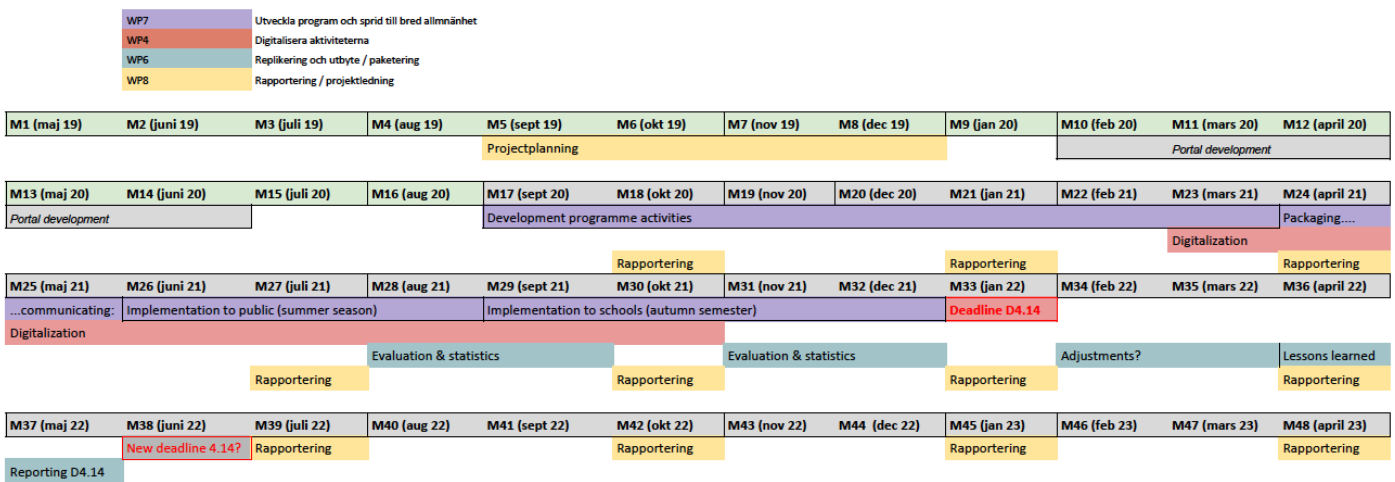 WP7 Utveckla program och sprid till bred allmänhet
WP4 Digitalisera aktiviteterna
WP6 Replikering och utbyte / paketering
WP8 Rapportering / projektledning
M1 (maj 19) M2 (juni 19) M3 (juli 19) M4 (aug 19) M5 (sept 19) M6 (okt 19) M7 (nov 19) M8 (dec 19) M9 (jan 20) M10 (feb 20) M11 (mars 20) M12 (april 20)
Projectplanning Portal development
M13 (maj 20) M14 (juni 20) M15 (juli 20) M16 (aug 20) M17 (sept 20) M18 (okt 20) M19 (nov 20) M20 (dec 20) M21 (jan 21) M22 (feb 21) M23 (mars 21) M24 (april 21)
Portal development Development programme activities Packaging....
Digitalization
Rapportering Rapportering Rapportering
M25 (maj 21) M26 (juni 21) M27 (juli 21) M28 (aug 21) M29 (sept 21) M30 (okt 21) M31 (nov 21) M32 (dec 21) M33 (jan 22) M34 (feb 22) M35 (mars 22) M36 (april 22)
...communicating: Implementation to public (summer season) Implementation to schools (autumn semester) Deadline D4.14
Digitalization
Evaluation & statistics Evaluation & statistics Adjustments? Lessons learned
Rapportering Rapportering Rapportering Rapportering
M37 (maj 22) M38 (juni 22) M39 (juli 22) M40 (aug 22) M41 (sept 22) M42 (okt 22) M43 (nov 22) M44 (dec 22) M45 (jan 23) M46 (feb 23) M47 (mars 23) M48 (april 23)
New deadline 4.14? Rapportering Rapportering Rapportering Rapportering
Reporting D4.14